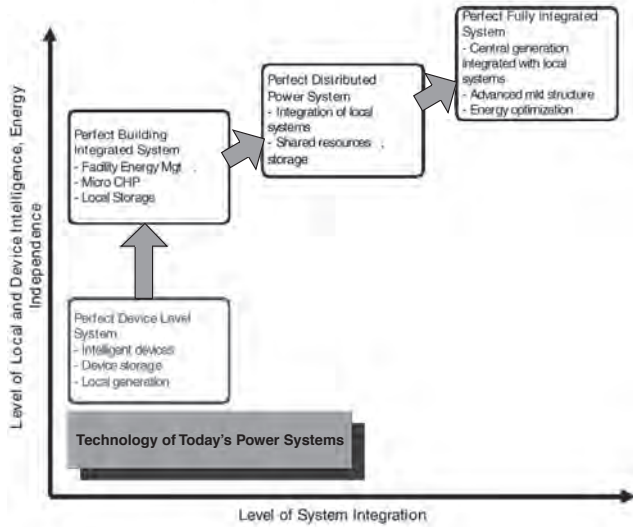 Perfect Fully Integrated
System
- Central generation
integrated with local
systems
- Advanced mkt structure
- Energy optimization
Perfect Distributed
Power System
- Integration of local
systems
- Shared resources ;
storage
Perfect Building
Integrated System
- Facility Energy Mgt ;
- Micro CHP
- Local Storage
Perfect Device Level
System
- Intelligent devices
- Device storage
- Local generation
Technology of Today's Power Systems
Level of Local and Device Intelligence, Energy
Independence
Level of System Integration